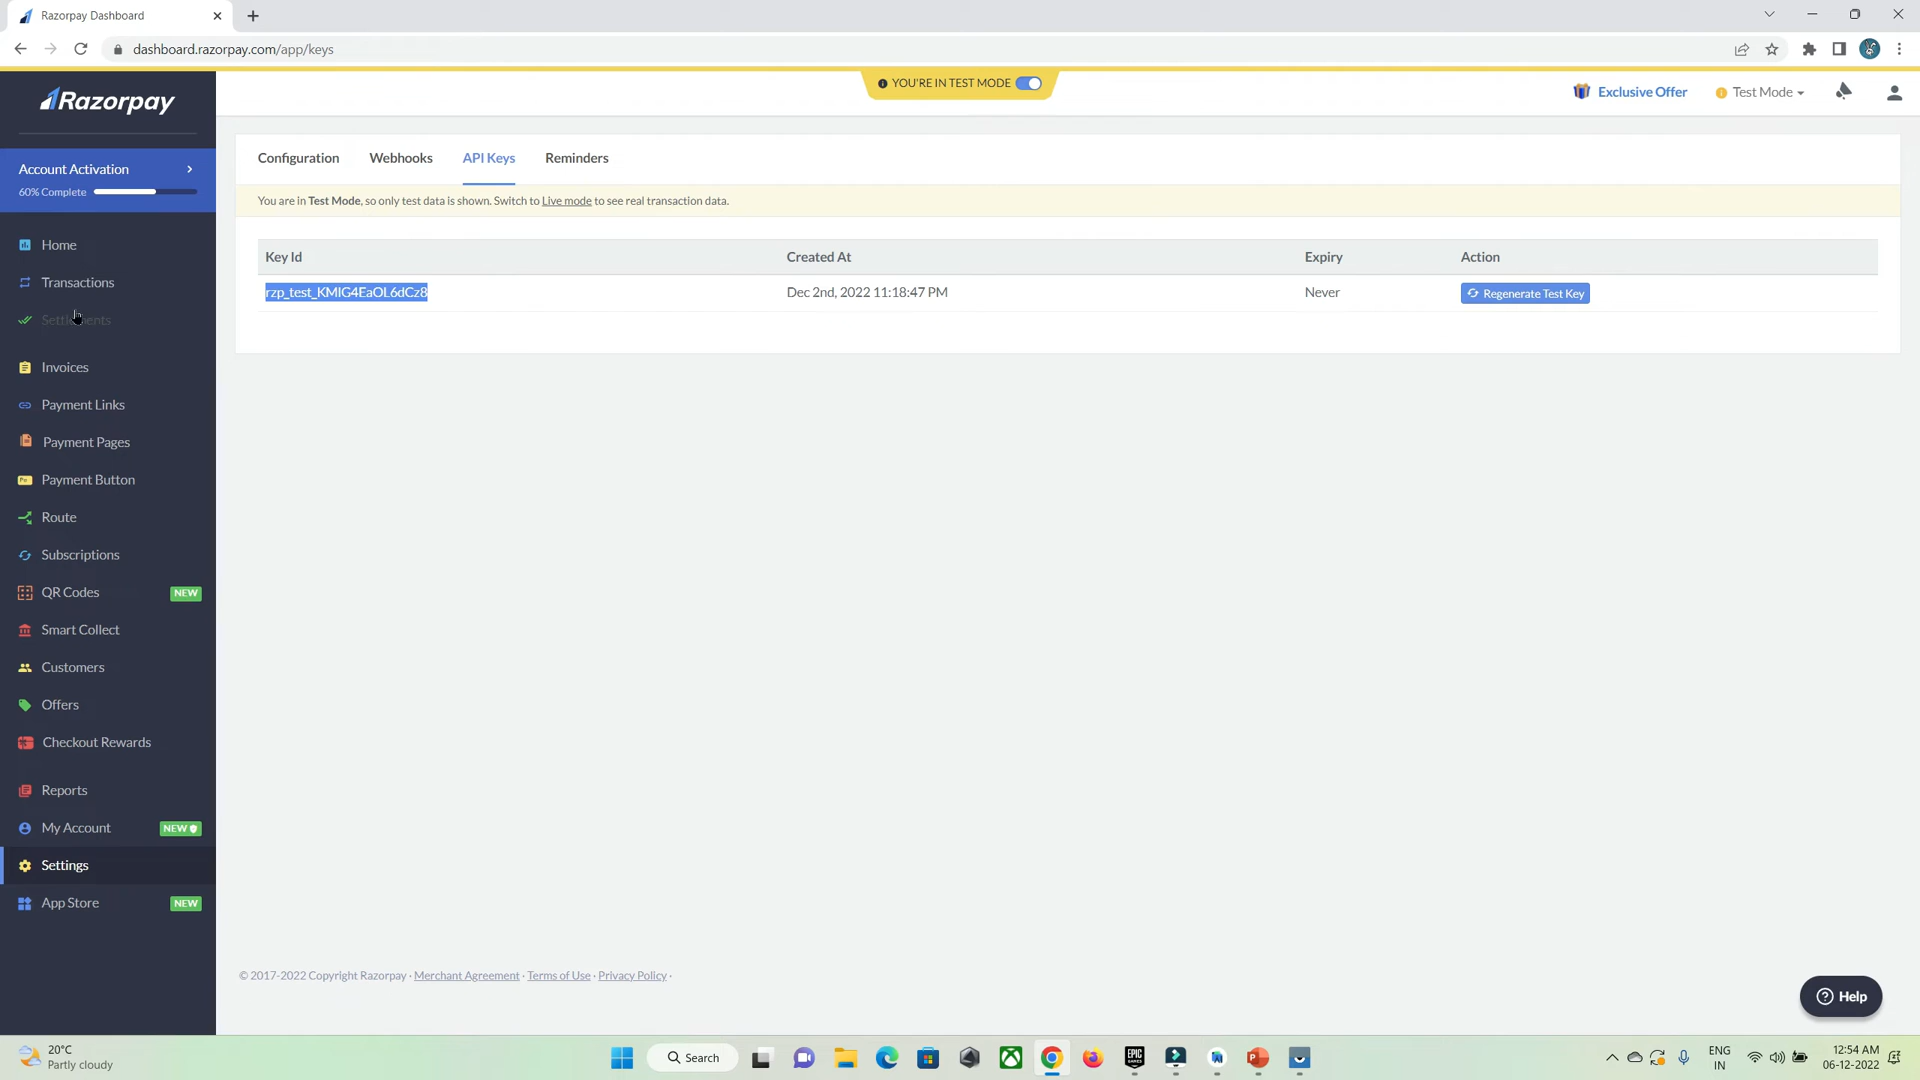 Razorpay Dashboard
dashboard.razorpay.com/app/keys
Razorpay
YOU'RE IN TEST MODE
Exclusive Offer
Test Mode
Account Activation
60% Complete
Configuration Webhooks API Keys Reminders
You are in Test Mode, so only test data is shown. Switch to Live mode to see real transaction data.
Key Id Created At Expiry Action
rzp_test_KMIG4EaOL6dCz8 Dec 2nd, 2022 11:18:47 PM Never Regenerate Test Key
Home
Transactions
Settlements
Invoices
Payment Links
Payment Pages
Payment Button
Route
Subscriptions
QR Codes NEW
Smart Collect
Customers
Offers
Checkout Rewards
Reports
My Account NEW
Settings
App Store NEW
© 2017-2022 Copyright Razorpay · Merchant Agreement · Terms of Use · Privacy Policy ·
Help
20°C
Partly cloudy
Search
EPIC
GAMES
ENG
IN
12:54 AM
06-12-2022